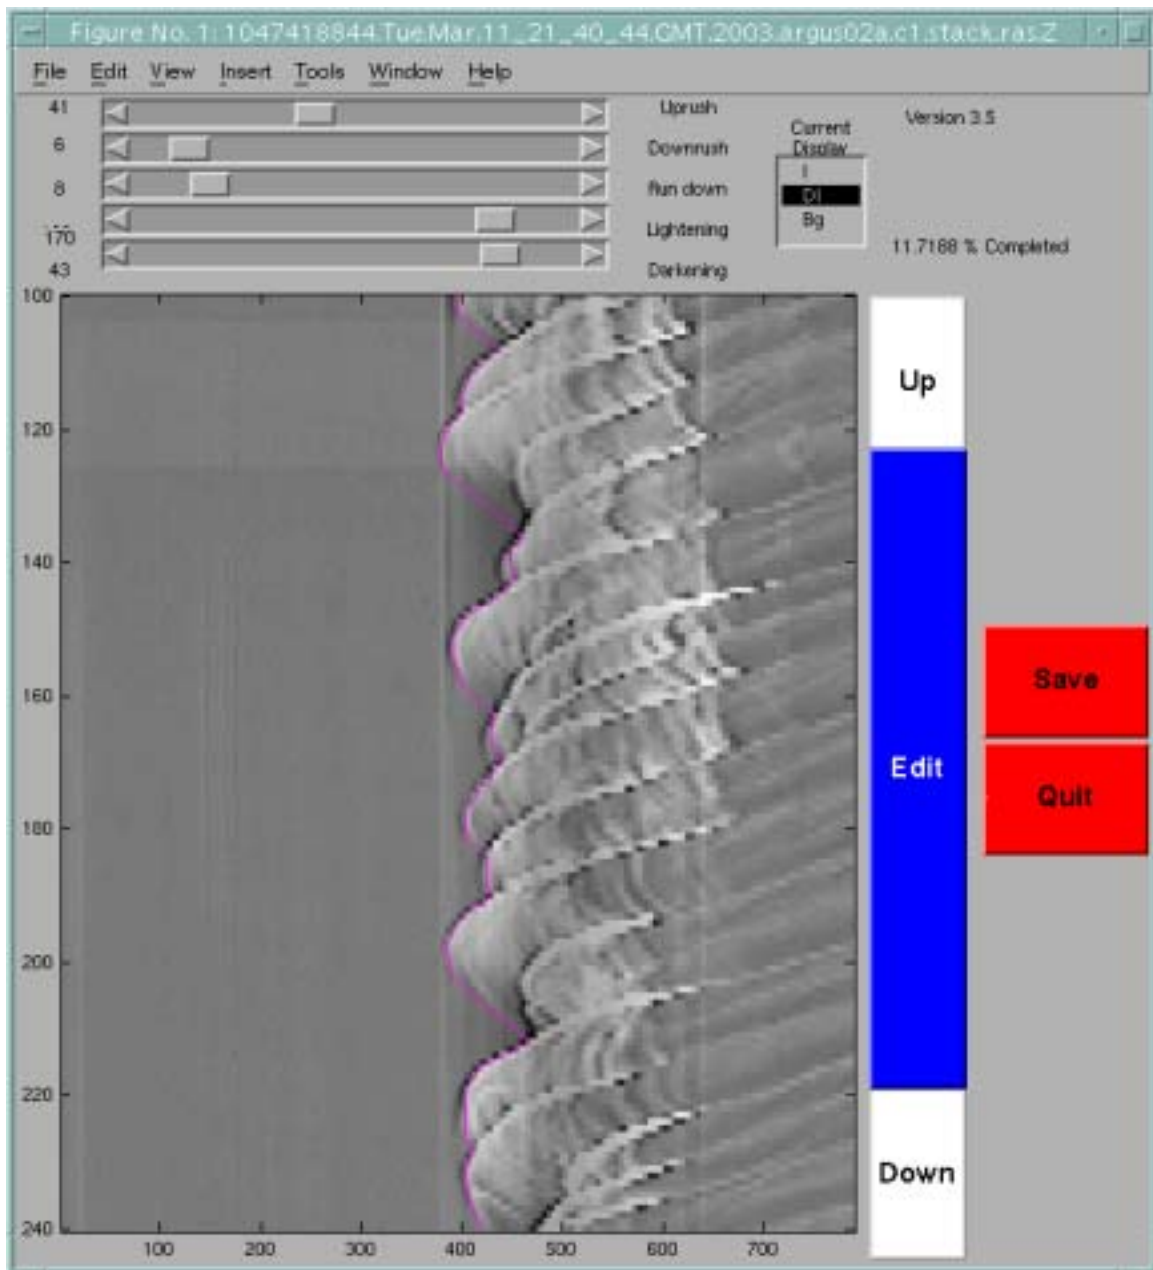 Figure No. 1: 1047418844.Tue.Mar.11_21_40_44.GMT.2003.argus02a.c1.stack.ras.Z
File Edit View Insert Tools Window Help
41 Uprush
6 Downrush
8 Run down
170 Lightening
43 Darkening
Current
Display
I
DI
Bg
Version 3.5
11.7188 % Completed
100
120
140
160
180
200
220
240
100 200 300 400 500 600 700
Up
Edit
Down
Save
Quit